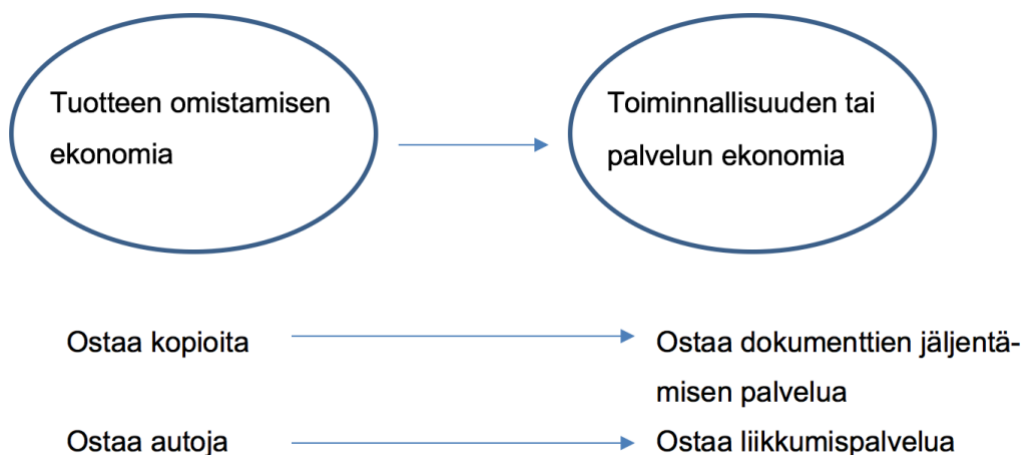 Tuotteen omistamisen
ekonomia
Toiminnallisuuden tai
palvelun ekonomia
Ostaa kopioita
Ostaa dokumenttien jäljentä-
misen palvelua
Ostaa autoja
Ostaa liikkumispalvelua